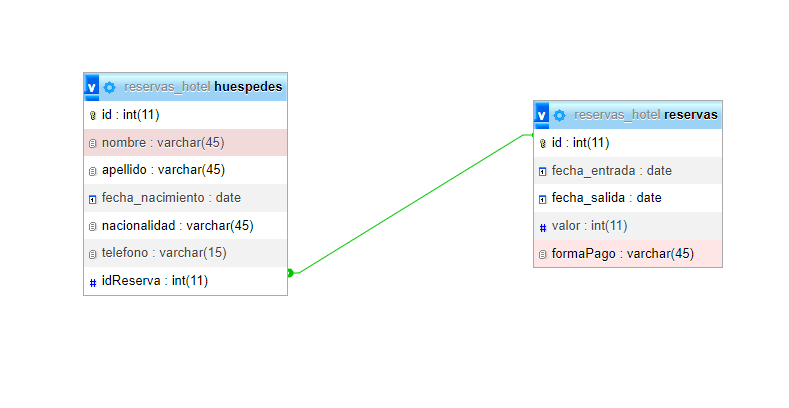 v reservas_hotel huespedes
id : int(11)
nombre : varchar(45)
apellido : varchar(45)
fecha_nacimiento : date
nacionalidad : varchar(45)
telefono : varchar(15)
# idReserva : int(11)
v reservas_hotel reservas
id : int(11)
fecha_entrada : date
fecha_salida : date
# valor : int(11)
formaPago : varchar(45)